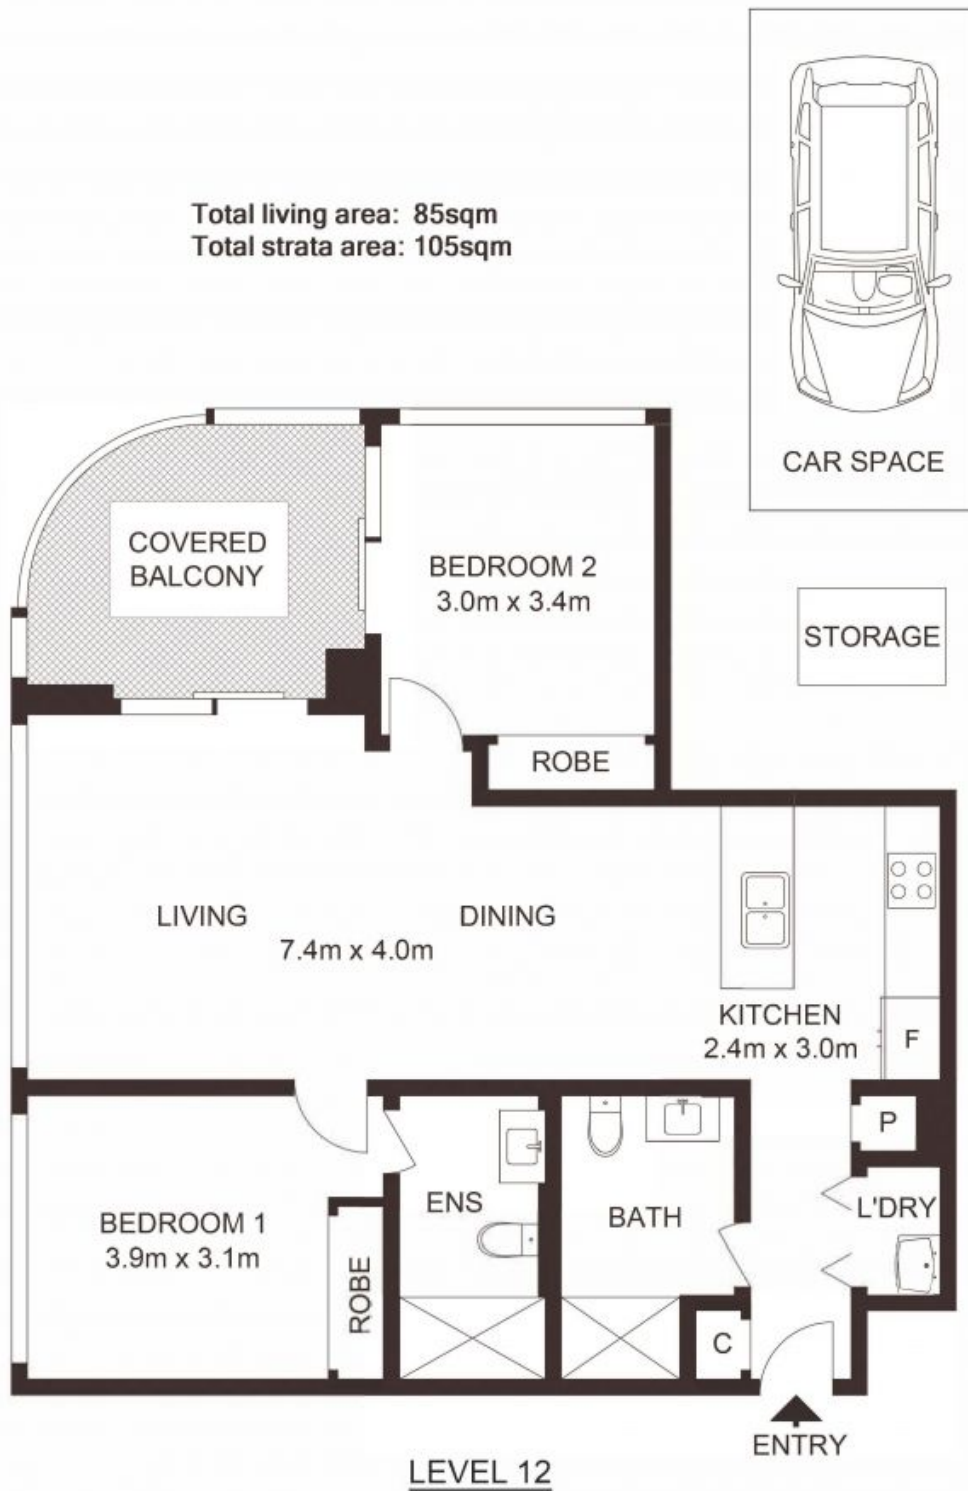 Total living area: 85sqm
Total strata area: 105sqm
CAR SPACE
COVERED
BALCONY
BEDROOM 2
3.0m x 3.4m
STORAGE
ROBE
LIVING
DINING
7.4m x 4.0m
KITCHEN
2.4m x 3.0m
F
P
ENS
BATH
L'DRY
BEDROOM 1
3.9m x 3.1m
ROBE
C
ENTRY
LEVEL 12